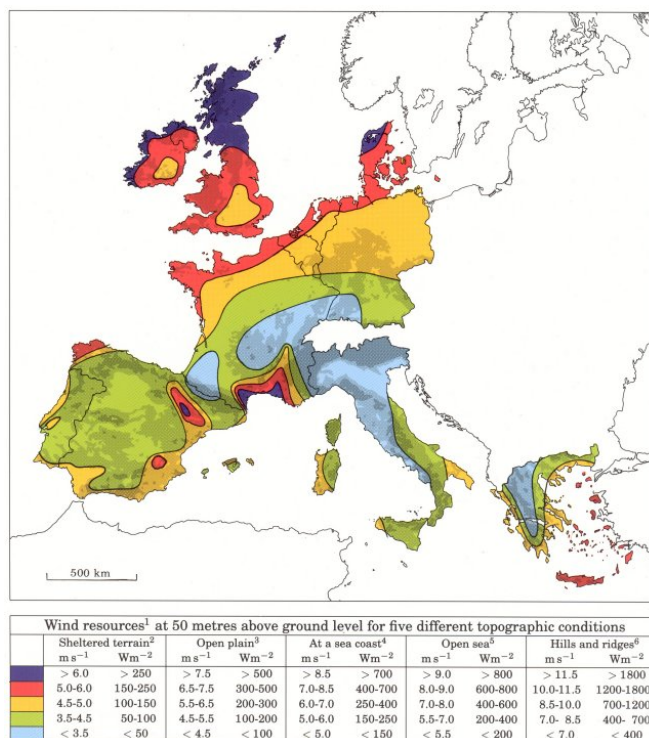 500 km
Wind resources¹ at 50 metres above ground level for five different topographic conditions
Sheltered terrain² Open plain³ At a sea coast⁴ Open sea⁵ Hills and ridges⁶
m s⁻¹ Wm⁻² m s⁻¹ Wm⁻² m s⁻¹ Wm⁻² m s⁻¹ Wm⁻² m s⁻¹ Wm⁻²
> 6.0 > 250 > 7.5 > 500 > 8.5 > 700 > 9.0 > 800 > 11.5 > 1800
5.0-6.0 150-250 6.5-7.5 300-500 7.0-8.5 400-700 8.0-9.0 600-800 10.0-11.5 1200-1800
4.5-5.0 100-150 5.5-6.5 200-300 6.0-7.0 250-400 7.0-8.0 400-600 8.5-10.0 700-1200
3.5-4.5 50-100 4.5-5.5 100-200 5.0-6.0 150-250 5.5-7.0 200-400 7.0- 8.5 400- 700
< 3.5 < 50 < 4.5 < 100 < 5.0 < 150 < 5.5 < 200 < 7.0 < 400